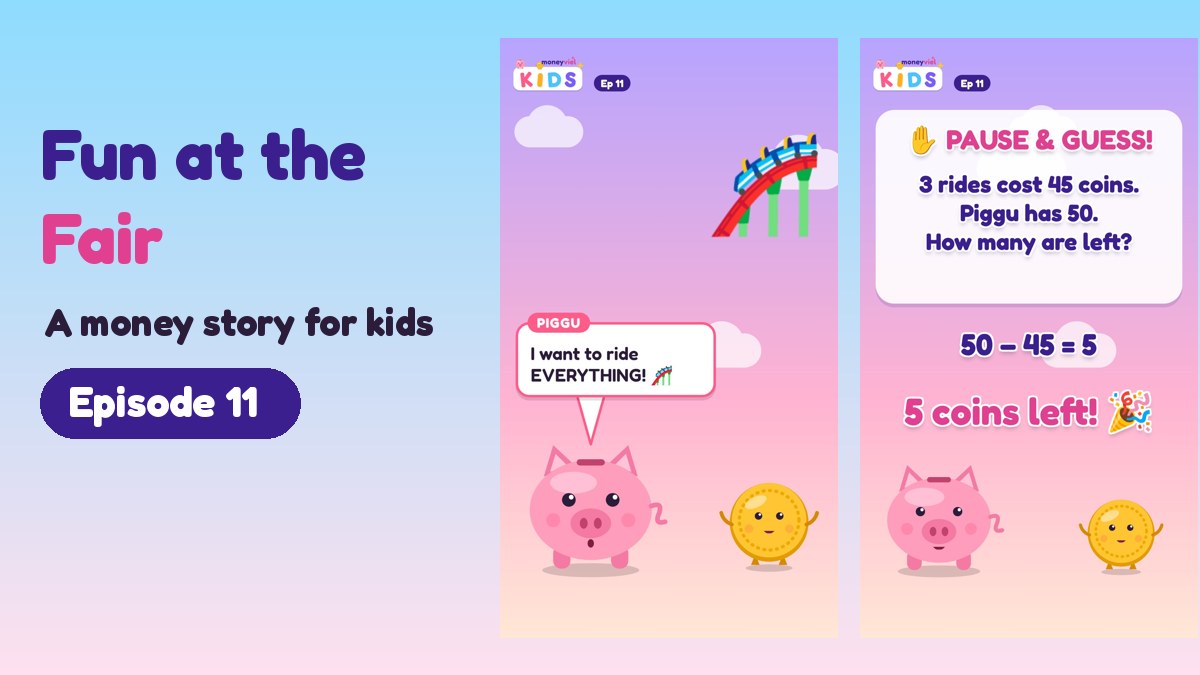 Fun at the
Fair
A money story for kids
Episode 11
moneyviet
KIDS
Ep 11
PIGGU
I want to ride
EVERYTHING! 🎢
moneyviet
KIDS
Ep 11
✋ PAUSE & GUESS!
3 rides cost 45 coins.
Piggu has 50.
How many are left?
50 – 45 = 5
5 coins left! 🎉